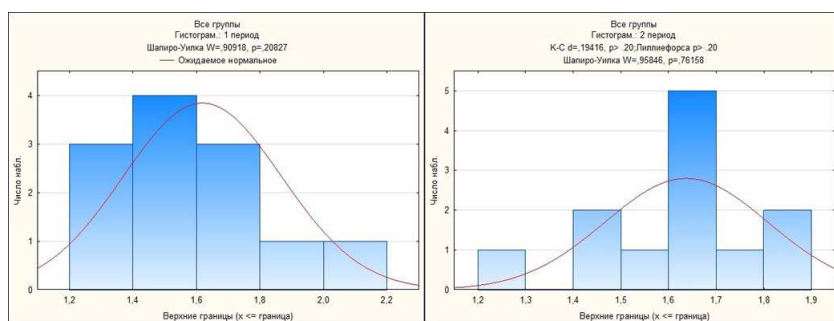 Все группы
Гистограм.: 1 период
Шапиро-Уилка W=,90918, p=,20827
Ожидаемое нормальное
Число набл.
4
3
2
1
0
1,2 1,4 1,6 1,8 2,0 2,2
Верхние границы (x <= граница)
Все группы
Гистограм.: 2 период
К-С d=,19416, p> .20;Лиллиефорса p> .20
Шапиро-Уилка W=,95846, p=,76158
Число набл.
5
4
3
2
1
0
1,2 1,3 1,4 1,5 1,6 1,7 1,8 1,9
Верхние границы (x <= граница)